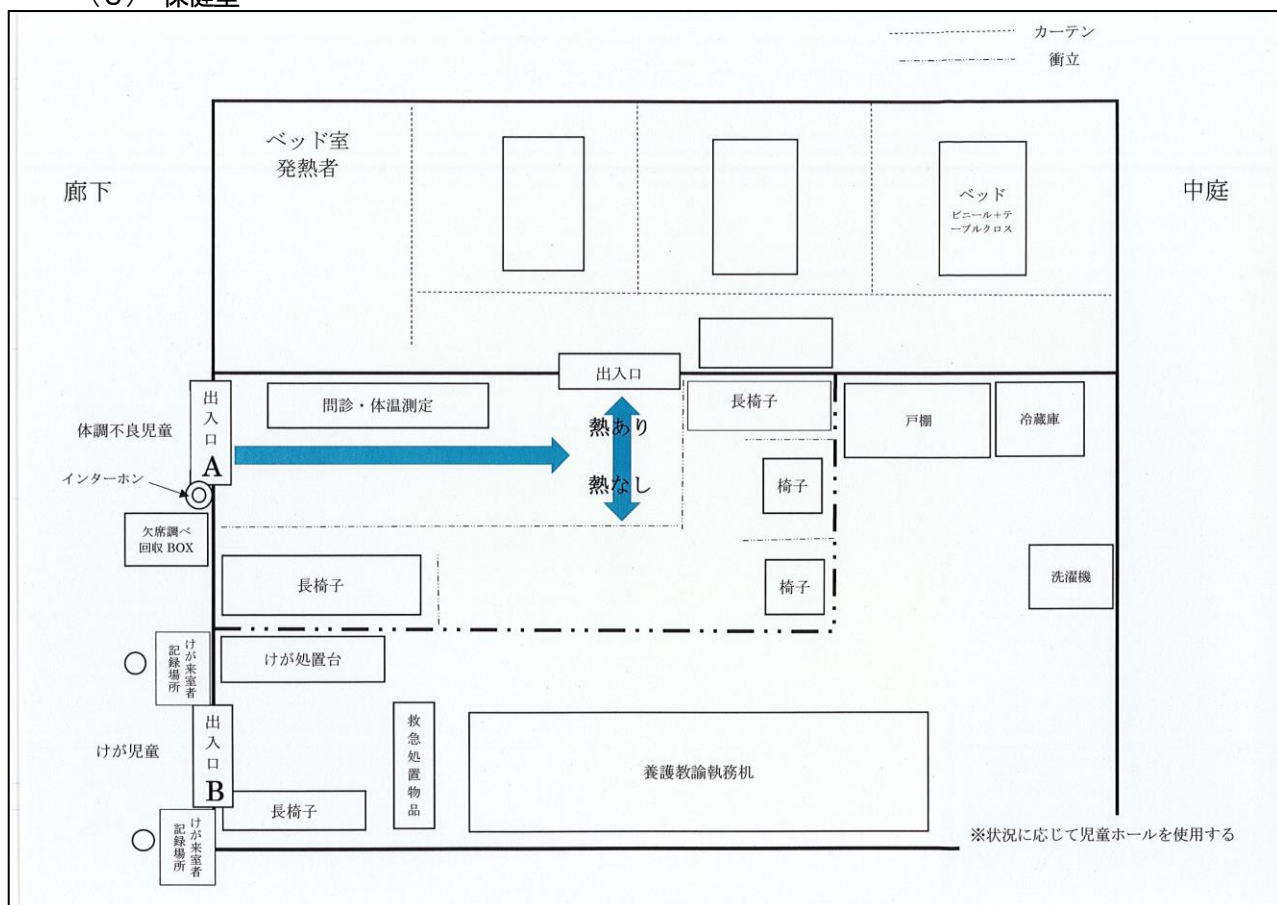 カーテン
衝立
廊下
ベッド室
発熱者
ベッド
ビニール＋テ
ーブルクロス
中庭
出入口
出入口
A
体調不良児童
インターホン
問診・体温測定
熱あり
熱なし
長椅子
戸棚
冷蔵庫
椅子
欠席調べ
回収 BOX
長椅子
椅子
洗濯機
けが来室者
記録場所
けが処置台
出入口
B
けが児童
救急処置物品
養護教諭執務机
長椅子
けが来室者
記録場所
※状況に応じて児童ホールを使用する